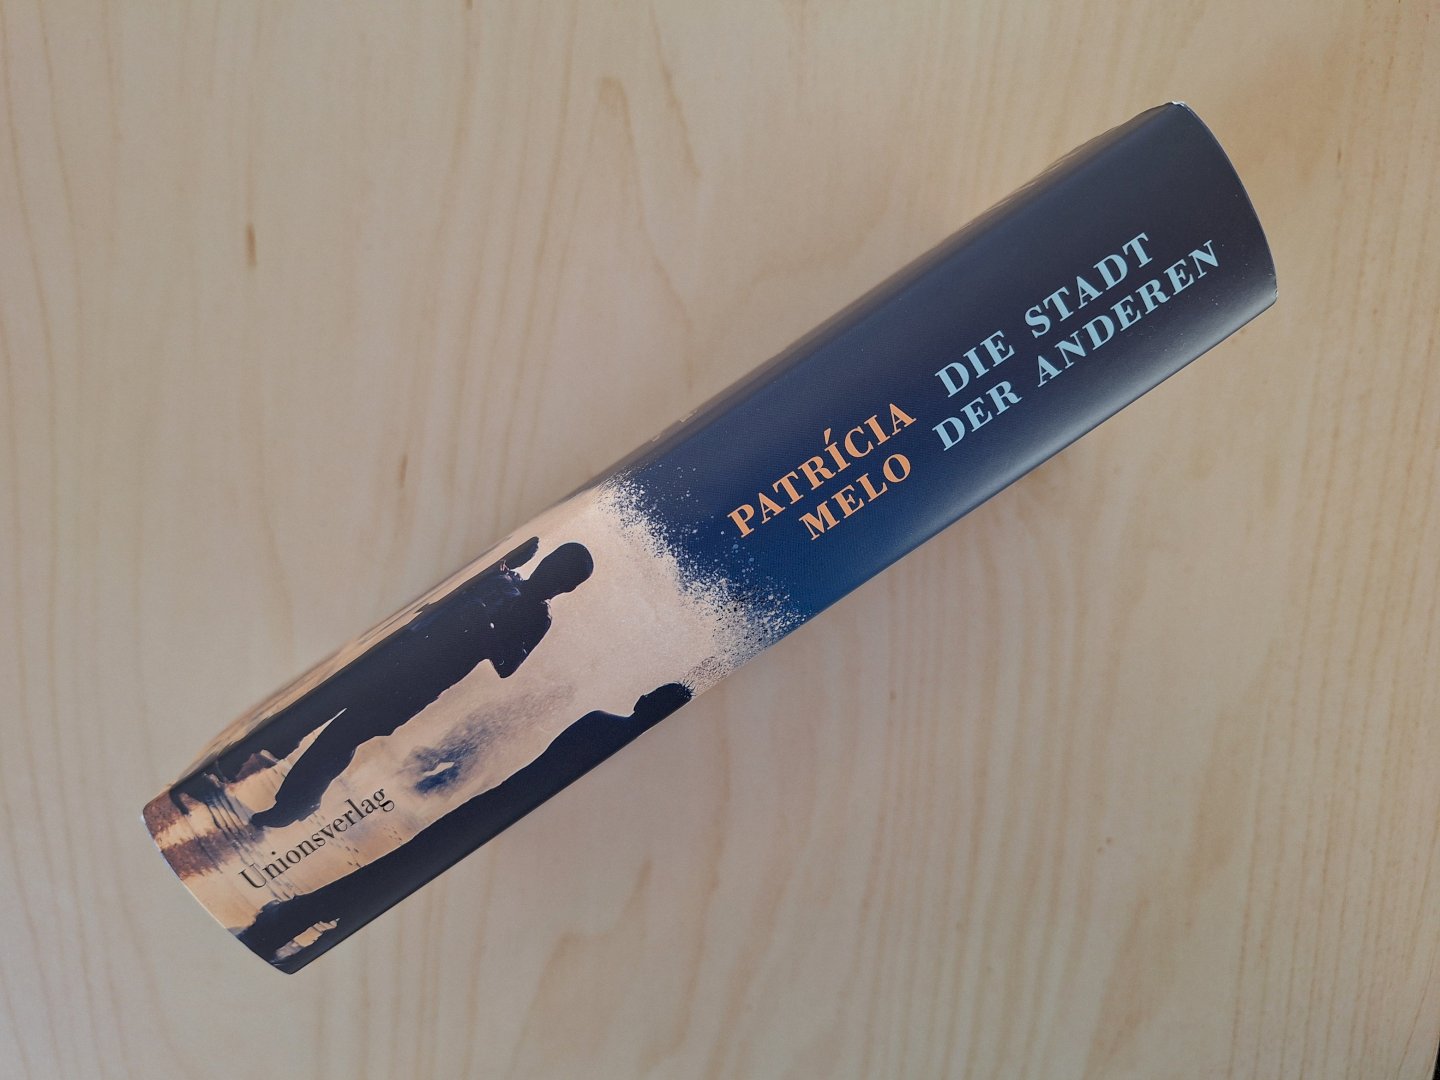 PATRÍCIA
MELO
DIE STADT
DER ANDEREN
Unionsverlag